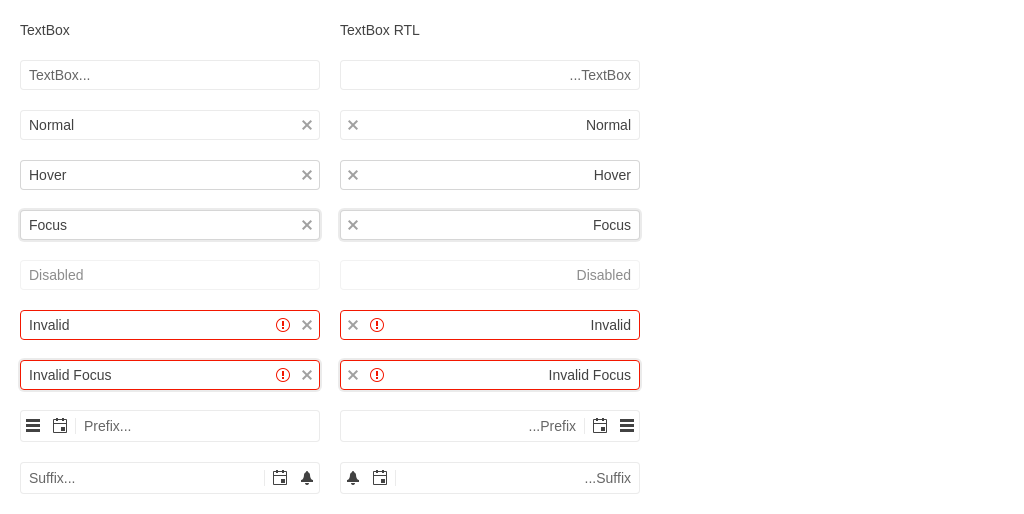 TextBox
TextBox RTL
TextBox...
...TextBox
Normal
Normal
Hover
Hover
Focus
Focus
Disabled
Disabled
Invalid
Invalid
Invalid Focus
Invalid Focus
Prefix...
...Prefix
Suffix...
...Suffix